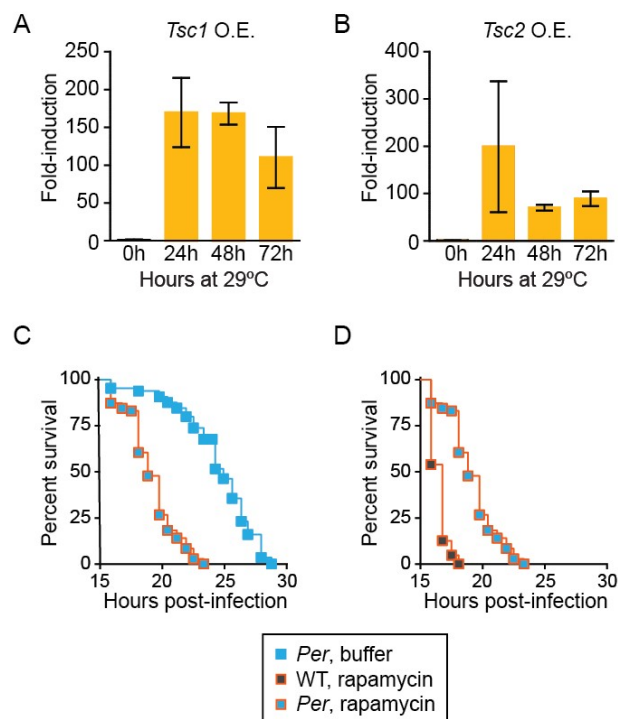 A
Tsc1 O.E.
Fold-induction
250
200
150
100
50
0
0h 24h 48h 72h
Hours at 29ºC
B
Tsc2 O.E.
Fold-induction
400
300
200
100
0
0h 24h 48h 72h
Hours at 29ºC
C
Percent survival
100
75
50
25
0
15 20 25 30
Hours post-infection
D
Percent survival
100
75
50
25
0
15 20 25 30
Hours post-infection
Per, buffer
WT, rapamycin
Per, rapamycin